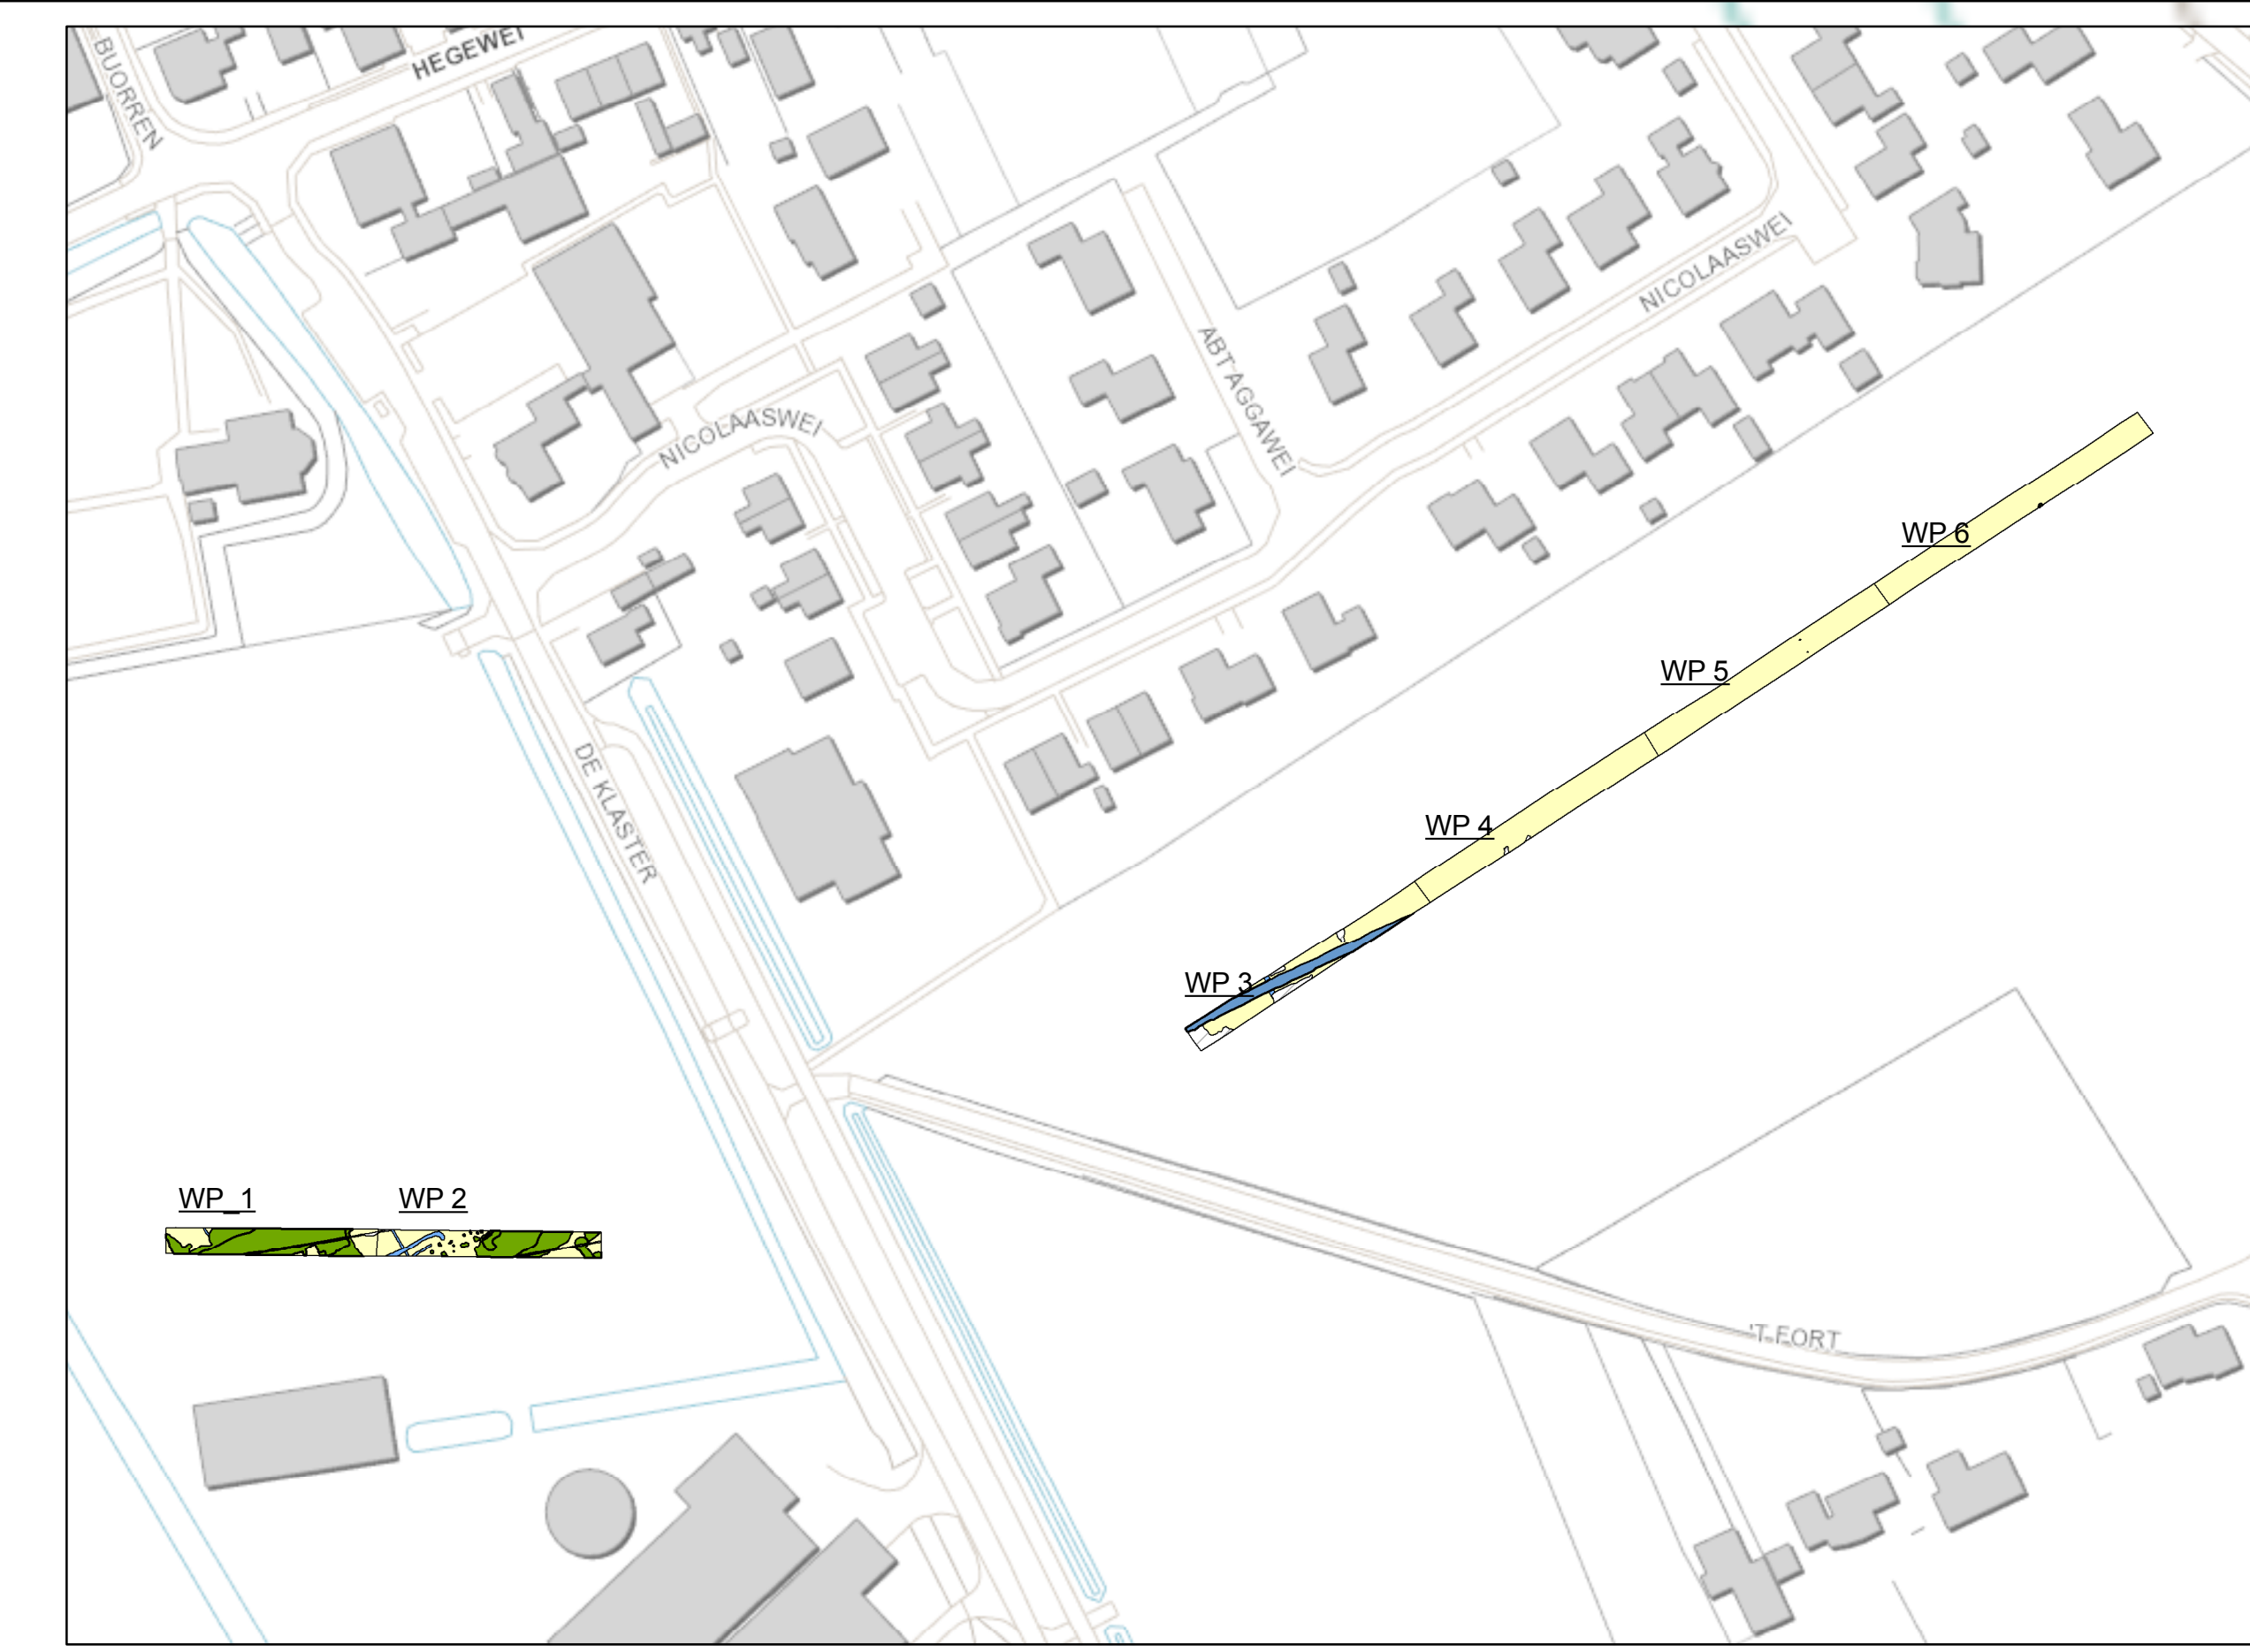 HEGEWEI
BUORREN
NICOLAASWEI
ABT AGGAWEI
NICOLAASWEI
WP 6
WP 5
DE KLASTER
WP 4
WP 3
WP_1
WP 2
'T FORT